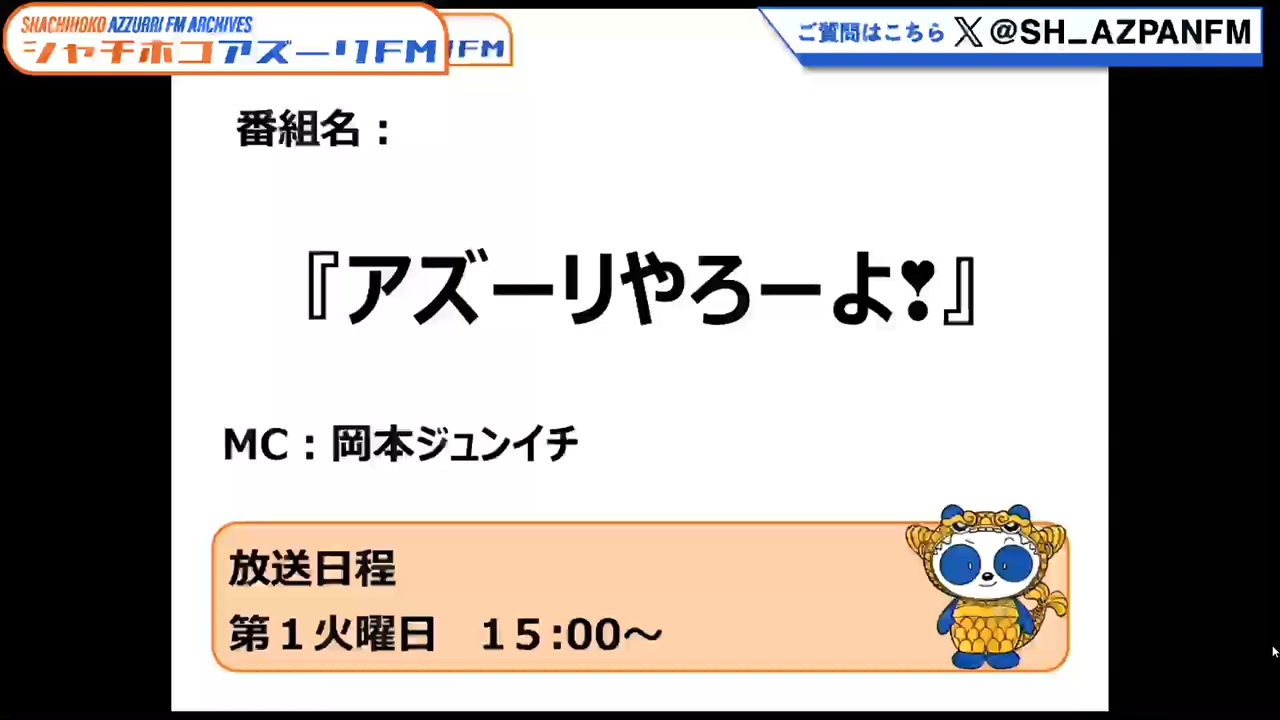 SHACHIHOKO AZZURRI FM ARCHIVES
シャチホコアズーリFM
FM
ご質問はこちら X @SH_AZPANFM
番組名：
『アズーリやろーよ❣』
MC：岡本ジュンイチ
放送日程
第１火曜日　１５:00～